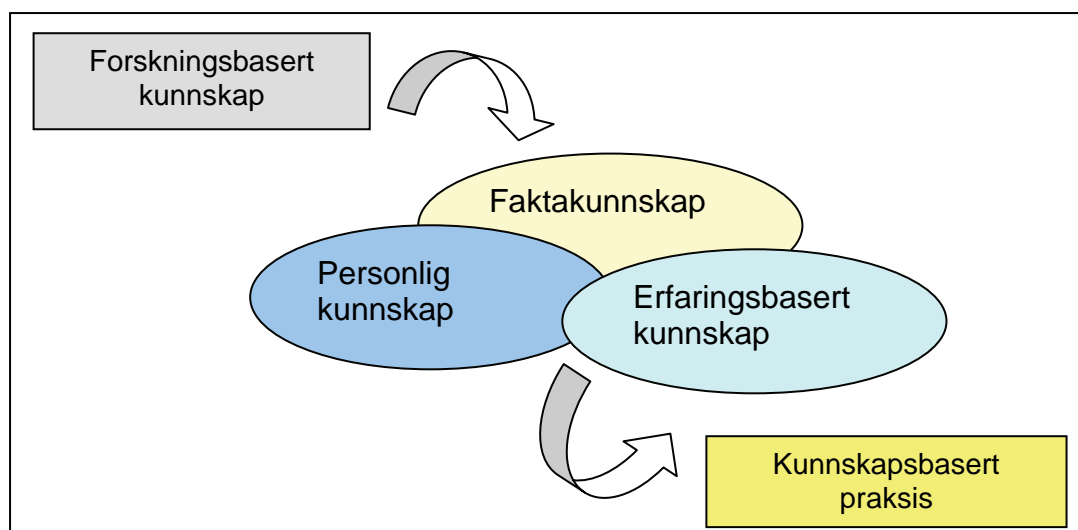 Forskningsbasert
kunnskap
Faktakunnskap
Personlig
kunnskap
Erfaringsbasert
kunnskap
Kunnskapsbasert
praksis